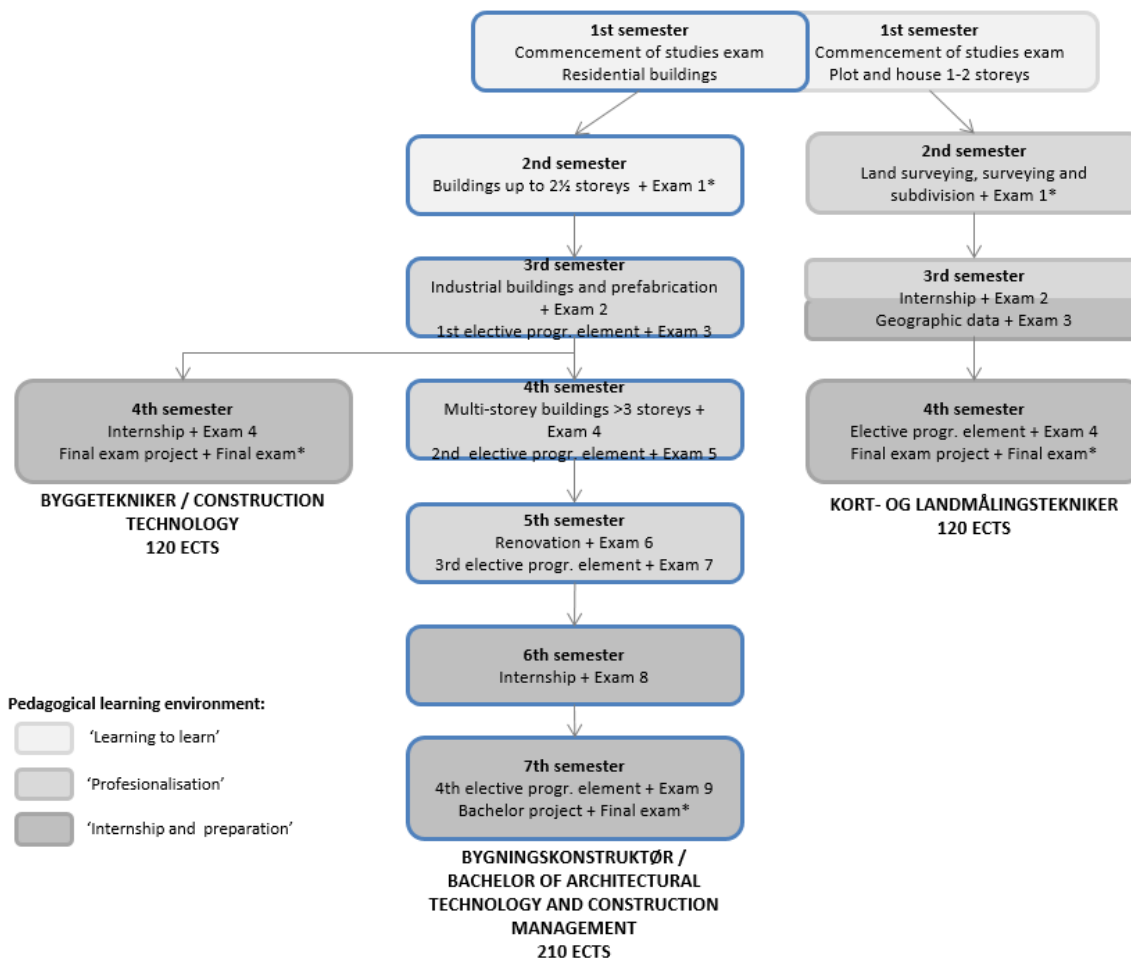 1st semester
Commencement of studies exam
Residential buildings
1st semester
Commencement of studies exam
Plot and house 1-2 storeys
2nd semester
Buildings up to 2½ storeys + Exam 1*
2nd semester
Land surveying, surveying and
subdivision + Exam 1*
3rd semester
Industrial buildings and prefabrication
+ Exam 2
1st elective progr. element + Exam 3
3rd semester
Internship + Exam 2
Geographic data + Exam 3
4th semester
Internship + Exam 4
Final exam project + Final exam*
BYGGETEKNIKER / CONSTRUCTION
TECHNOLOGY
120 ECTS
4th semester
Multi-storey buildings >3 storeys +
Exam 4
2nd elective progr. element + Exam 5
4th semester
Elective progr. element + Exam 4
Final exam project + Final exam*
KORT- OG LANDMÅLINGSTEKNIKER
120 ECTS
5th semester
Renovation + Exam 6
3rd elective progr. element + Exam 7
6th semester
Internship + Exam 8
7th semester
4th elective progr. element + Exam 9
Bachelor project + Final exam*
BYGNINGSKONSTRUKTØR /
BACHELOR OF ARCHITECTURAL
TECHNOLOGY AND CONSTRUCTION
MANAGEMENT
210 ECTS
Pedagogical learning environment:
'Learning to learn'
'Profesionalisation'
'Internship and preparation'